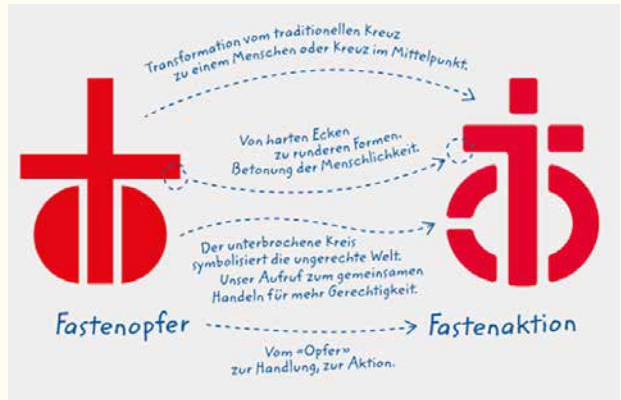 Transformation vom traditionellen Kreuz
zu einem Menschen oder Kreuz im Mittelpunkt.
Von harten Ecken
zu runderen Formen.
Betonung der Menschlichkeit.
Der unterbrochene Kreis
symbolisiert die ungerechte Welt.
Unser Aufruf zum gemeinsamen
Handeln für mehr Gerechtigkeit.
Fastenopfer
Fastenaktion
Vom «Opfer»
zur Handlung, zur Aktion.